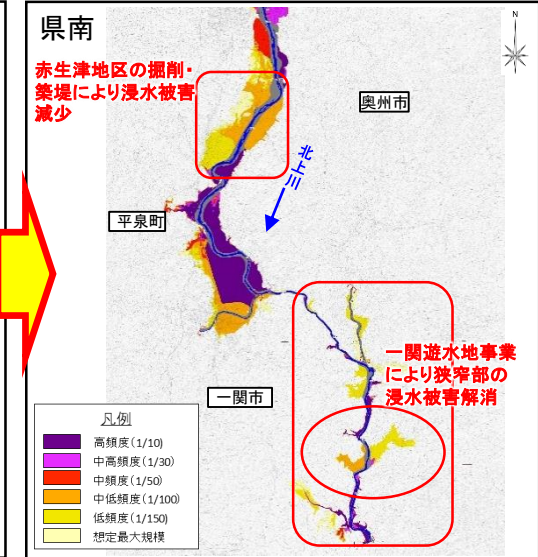 県南
N
赤生津地区の掘削・
築堤により浸水被害
減少
奥州市
北上川
平泉町
一関市
一関遊水地事業
により狭窄部の
浸水被害解消
凡例
高頻度(1/10)
中高頻度(1/30)
中頻度(1/50)
中低頻度(1/100)
低頻度(1/150)
想定最大規模